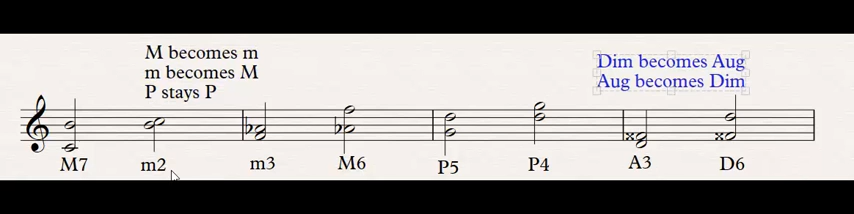 M becomes m
m becomes M
P stays P
Dim becomes Aug
Aug becomes Dim
M7 m2 m3 M6 P5 P4 A3 D6